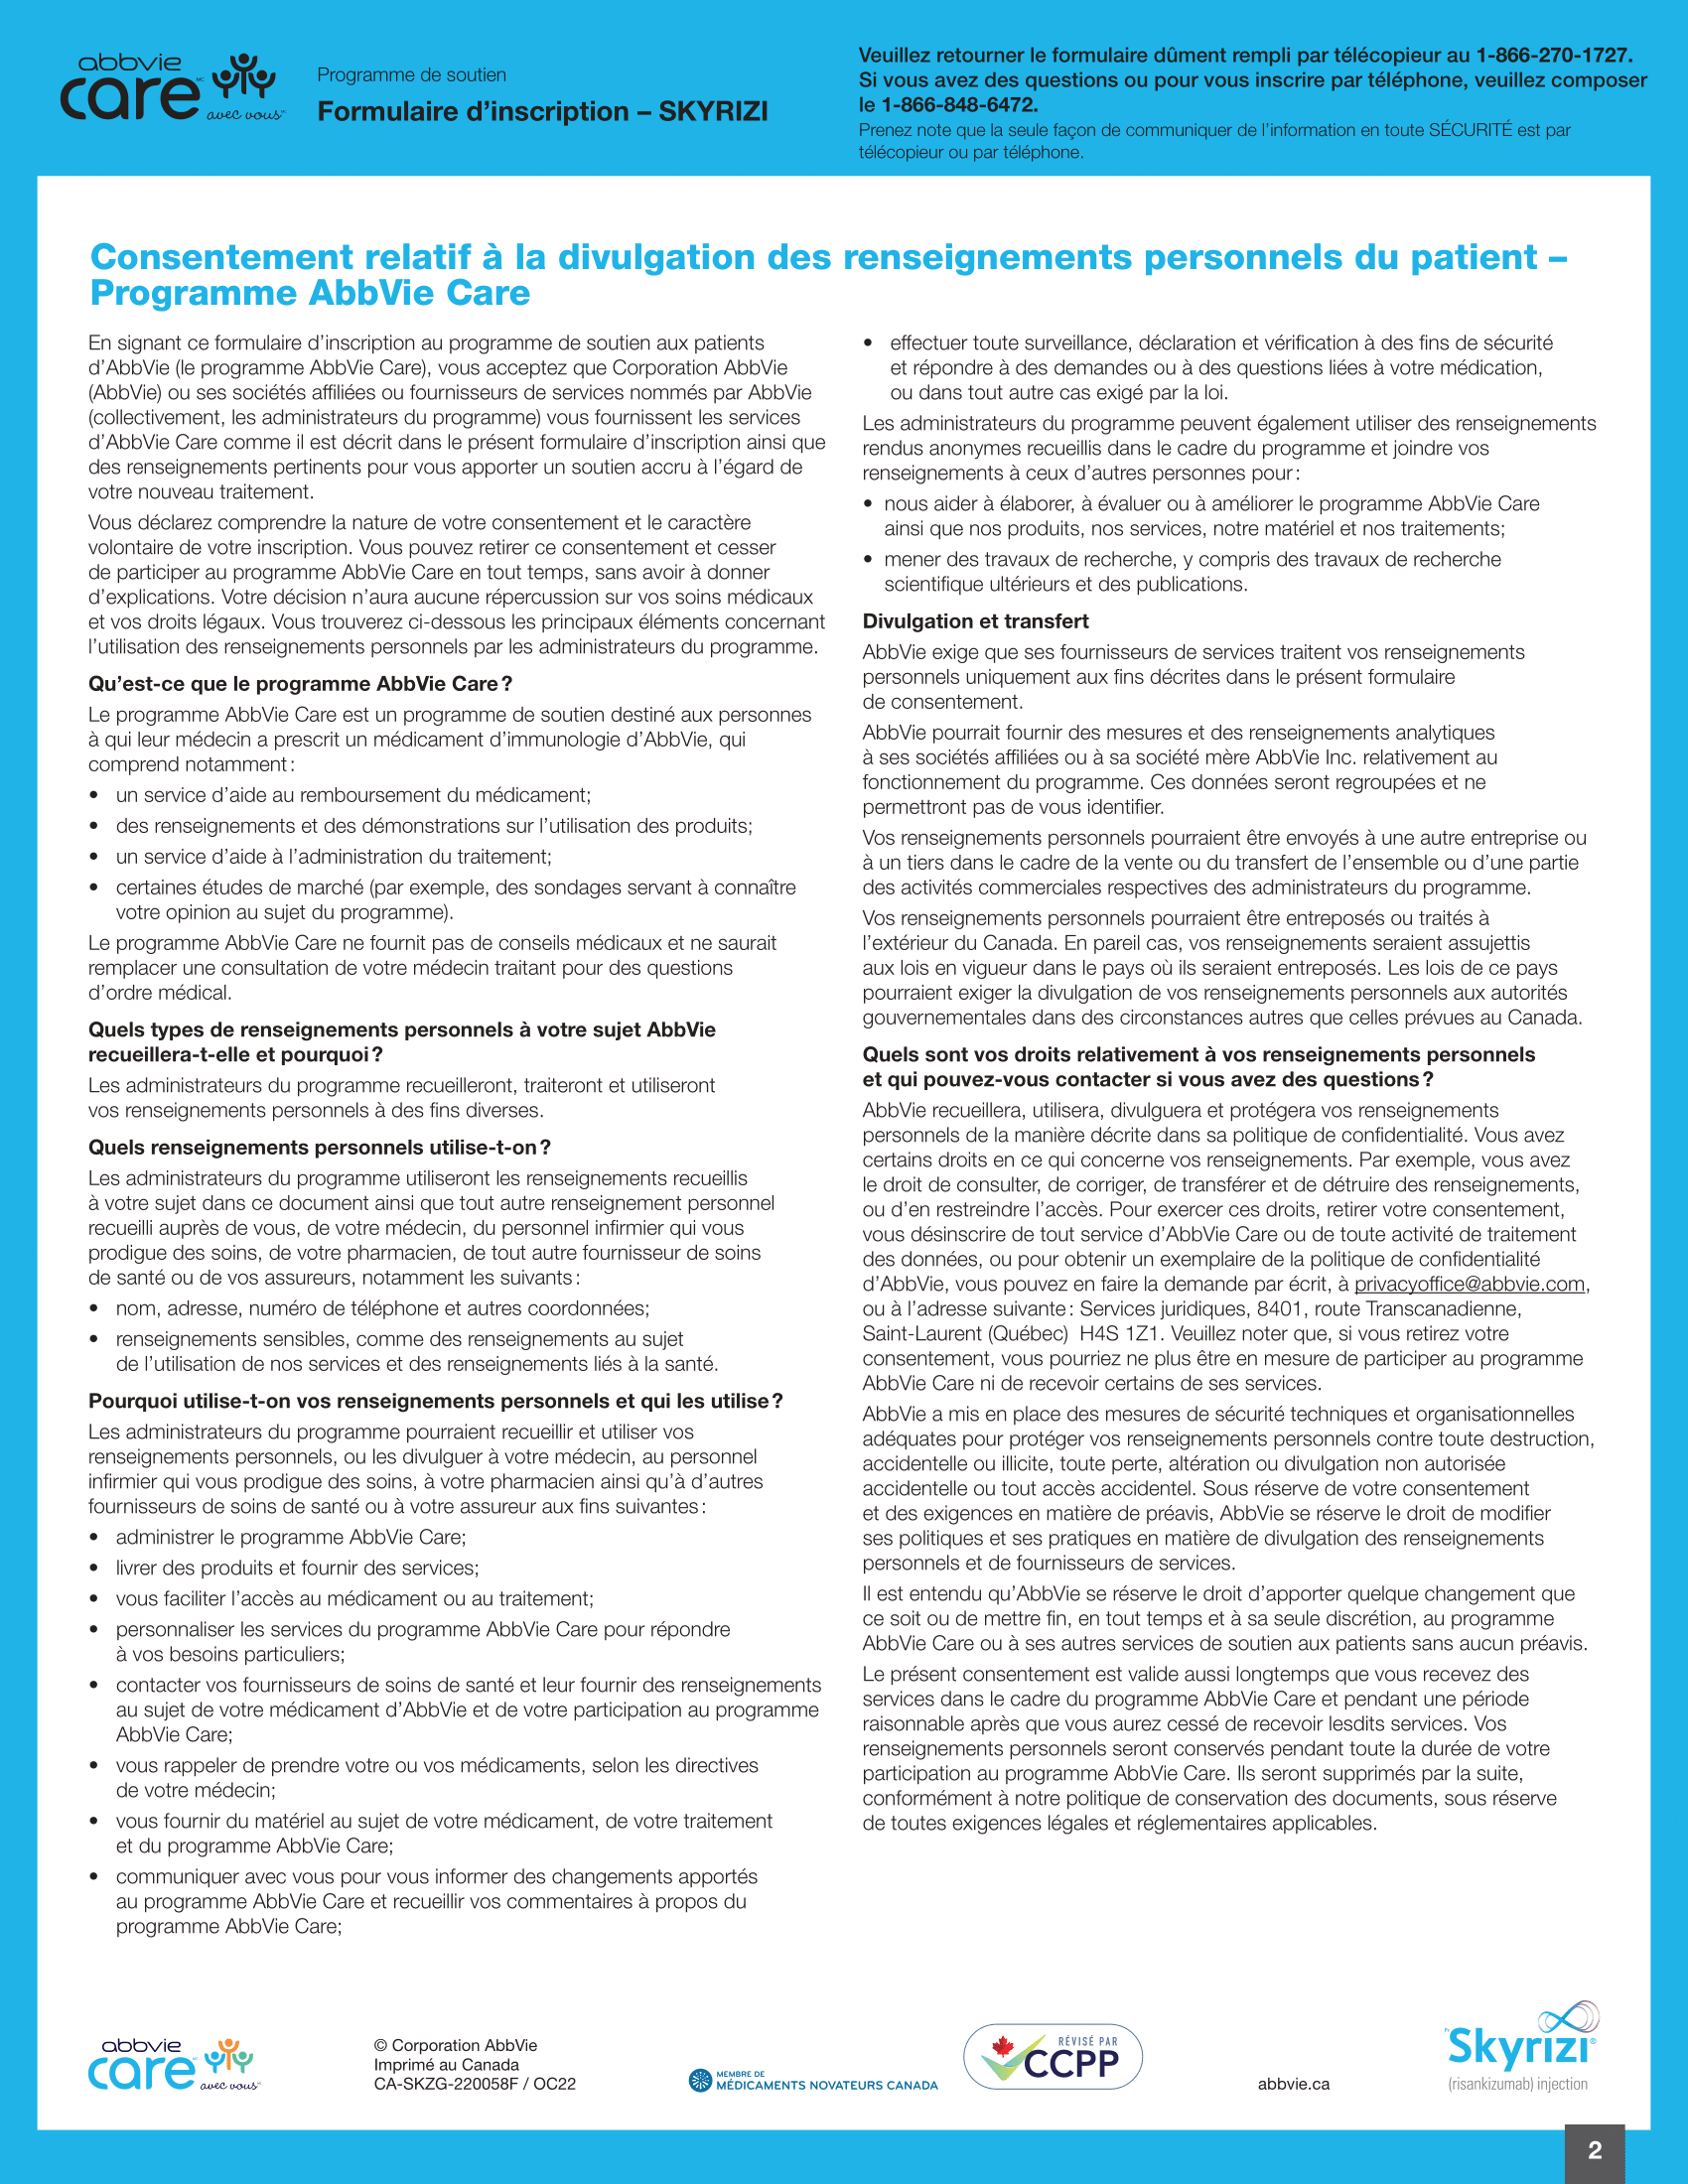 abbvie
care MC
avec vous MC
Programme de soutien
Formulaire d’inscription – SKYRIZI
Veuillez retourner le formulaire dûment rempli par télécopieur au 1-866-270-1727.
Si vous avez des questions ou pour vous inscrire par téléphone, veuillez composer
le 1-866-848-6472.
Prenez note que la seule façon de communiquer de l’information en toute SÉCURITÉ est par
télécopieur ou par téléphone.
Consentement relatif à la divulgation des renseignements personnels du patient –
Programme AbbVie Care
En signant ce formulaire d’inscription au programme de soutien aux patients
d’AbbVie (le programme AbbVie Care), vous acceptez que Corporation AbbVie
(AbbVie) ou ses sociétés affiliées ou fournisseurs de services nommés par AbbVie
(collectivement, les administrateurs du programme) vous fournissent les services
d’AbbVie Care comme il est décrit dans le présent formulaire d’inscription ainsi que
des renseignements pertinents pour vous apporter un soutien accru à l’égard de
votre nouveau traitement.
Vous déclarez comprendre la nature de votre consentement et le caractère
volontaire de votre inscription. Vous pouvez retirer ce consentement et cesser
de participer au programme AbbVie Care en tout temps, sans avoir à donner
d’explications. Votre décision n’aura aucune répercussion sur vos soins médicaux
et vos droits légaux. Vous trouverez ci-dessous les principaux éléments concernant
l’utilisation des renseignements personnels par les administrateurs du programme.
Qu’est-ce que le programme AbbVie Care ?
Le programme AbbVie Care est un programme de soutien destiné aux personnes
à qui leur médecin a prescrit un médicament d’immunologie d’AbbVie, qui
comprend notamment :
• un service d’aide au remboursement du médicament;
• des renseignements et des démonstrations sur l’utilisation des produits;
• un service d’aide à l’administration du traitement;
• certaines études de marché (par exemple, des sondages servant à connaître
votre opinion au sujet du programme).
Le programme AbbVie Care ne fournit pas de conseils médicaux et ne saurait
remplacer une consultation de votre médecin traitant pour des questions
d’ordre médical.
Quels types de renseignements personnels à votre sujet AbbVie
recueillera-t-elle et pourquoi ?
Les administrateurs du programme recueilleront, traiteront et utiliseront
vos renseignements personnels à des fins diverses.
Quels renseignements personnels utilise-t-on ?
Les administrateurs du programme utiliseront les renseignements recueillis
à votre sujet dans ce document ainsi que tout autre renseignement personnel
recueilli auprès de vous, de votre médecin, du personnel infirmier qui vous
prodigue des soins, de votre pharmacien, de tout autre fournisseur de soins
de santé ou de vos assureurs, notamment les suivants :
• nom, adresse, numéro de téléphone et autres coordonnées;
• renseignements sensibles, comme des renseignements au sujet
de l’utilisation de nos services et des renseignements liés à la santé.
Pourquoi utilise-t-on vos renseignements personnels et qui les utilise ?
Les administrateurs du programme pourraient recueillir et utiliser vos
renseignements personnels, ou les divulguer à votre médecin, au personnel
infirmier qui vous prodigue des soins, à votre pharmacien ainsi qu’à d’autres
fournisseurs de soins de santé ou à votre assureur aux fins suivantes :
• administrer le programme AbbVie Care;
• livrer des produits et fournir des services;
• vous faciliter l’accès au médicament ou au traitement;
• personnaliser les services du programme AbbVie Care pour répondre
à vos besoins particuliers;
• contacter vos fournisseurs de soins de santé et leur fournir des renseignements
au sujet de votre médicament d’AbbVie et de votre participation au programme
AbbVie Care;
• vous rappeler de prendre votre ou vos médicaments, selon les directives
de votre médecin;
• vous fournir du matériel au sujet de votre médicament, de votre traitement
et du programme AbbVie Care;
• communiquer avec vous pour vous informer des changements apportés
au programme AbbVie Care et recueillir vos commentaires à propos du
programme AbbVie Care;
• effectuer toute surveillance, déclaration et vérification à des fins de sécurité
et répondre à des demandes ou à des questions liées à votre médication,
ou dans tout autre cas exigé par la loi.
Les administrateurs du programme peuvent également utiliser des renseignements
rendus anonymes recueillis dans le cadre du programme et joindre vos
renseignements à ceux d’autres personnes pour :
• nous aider à élaborer, à évaluer ou à améliorer le programme AbbVie Care
ainsi que nos produits, nos services, notre matériel et nos traitements;
• mener des travaux de recherche, y compris des travaux de recherche
scientifique ultérieurs et des publications.
Divulgation et transfert
AbbVie exige que ses fournisseurs de services traitent vos renseignements
personnels uniquement aux fins décrites dans le présent formulaire
de consentement.
AbbVie pourrait fournir des mesures et des renseignements analytiques
à ses sociétés affiliées ou à sa société mère AbbVie Inc. relativement au
fonctionnement du programme. Ces données seront regroupées et ne
permettront pas de vous identifier.
Vos renseignements personnels pourraient être envoyés à une autre entreprise ou
à un tiers dans le cadre de la vente ou du transfert de l’ensemble ou d’une partie
des activités commerciales respectives des administrateurs du programme.
Vos renseignements personnels pourraient être entreposés ou traités à
l’extérieur du Canada. En pareil cas, vos renseignements seraient assujettis
aux lois en vigueur dans le pays où ils seraient entreposés. Les lois de ce pays
pourraient exiger la divulgation de vos renseignements personnels aux autorités
gouvernementales dans des circonstances autres que celles prévues au Canada.
Quels sont vos droits relativement à vos renseignements personnels
et qui pouvez-vous contacter si vous avez des questions ?
AbbVie recueillera, utilisera, divulguera et protégera vos renseignements
personnels de la manière décrite dans sa politique de confidentialité. Vous avez
certains droits en ce qui concerne vos renseignements. Par exemple, vous avez
le droit de consulter, de corriger, de transférer et de détruire des renseignements,
ou d’en restreindre l’accès. Pour exercer ces droits, retirer votre consentement,
vous désinscrire de tout service d’AbbVie Care ou de toute activité de traitement
des données, ou pour obtenir un exemplaire de la politique de confidentialité
d’AbbVie, vous pouvez en faire la demande par écrit, à privacyoffice@abbvie.com,
ou à l’adresse suivante : Services juridiques, 8401, route Transcanadienne,
Saint-Laurent (Québec)  H4S 1Z1. Veuillez noter que, si vous retirez votre
consentement, vous pourriez ne plus être en mesure de participer au programme
AbbVie Care ni de recevoir certains de ses services.
AbbVie a mis en place des mesures de sécurité techniques et organisationnelles
adéquates pour protéger vos renseignements personnels contre toute destruction,
accidentelle ou illicite, toute perte, altération ou divulgation non autorisée
accidentelle ou tout accès accidentel. Sous réserve de votre consentement
et des exigences en matière de préavis, AbbVie se réserve le droit de modifier
ses politiques et ses pratiques en matière de divulgation des renseignements
personnels et de fournisseurs de services.
Il est entendu qu’AbbVie se réserve le droit d’apporter quelque changement que
ce soit ou de mettre fin, en tout temps et à sa seule discrétion, au programme
AbbVie Care ou à ses autres services de soutien aux patients sans aucun préavis.
Le présent consentement est valide aussi longtemps que vous recevez des
services dans le cadre du programme AbbVie Care et pendant une période
raisonnable après que vous aurez cessé de recevoir lesdits services. Vos
renseignements personnels seront conservés pendant toute la durée de votre
participation au programme AbbVie Care. Ils seront supprimés par la suite,
conformément à notre politique de conservation des documents, sous réserve
de toutes exigences légales et réglementaires applicables.
abbvie
care
avec vous
© Corporation AbbVie
Imprimé au Canada
CA-SKZG-220058F / OC22
MEMBRE DE
MÉDICAMENTS NOVATEURS CANADA
RÉVISÉ PAR
CCPP
abbvie.ca
Skyrizi®
(risankizumab) injection
2